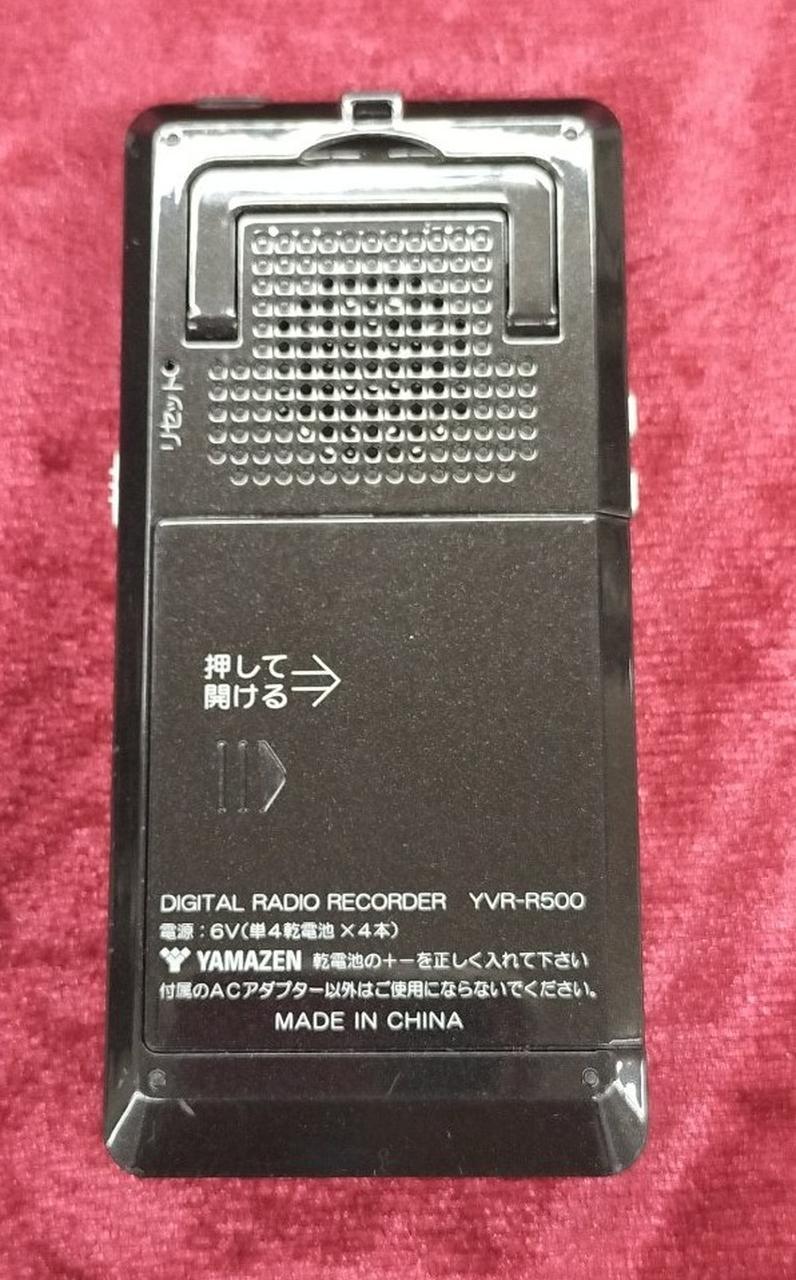 リセット
押して
開ける
DIGITAL RADIO RECORDER YVR-R500
電源：6V(単4乾電池×4本)
YAMAZEN 乾電池の＋－を正しく入れて下さい
付属のACアダプター以外はご使用にならないでください。
MADE IN CHINA